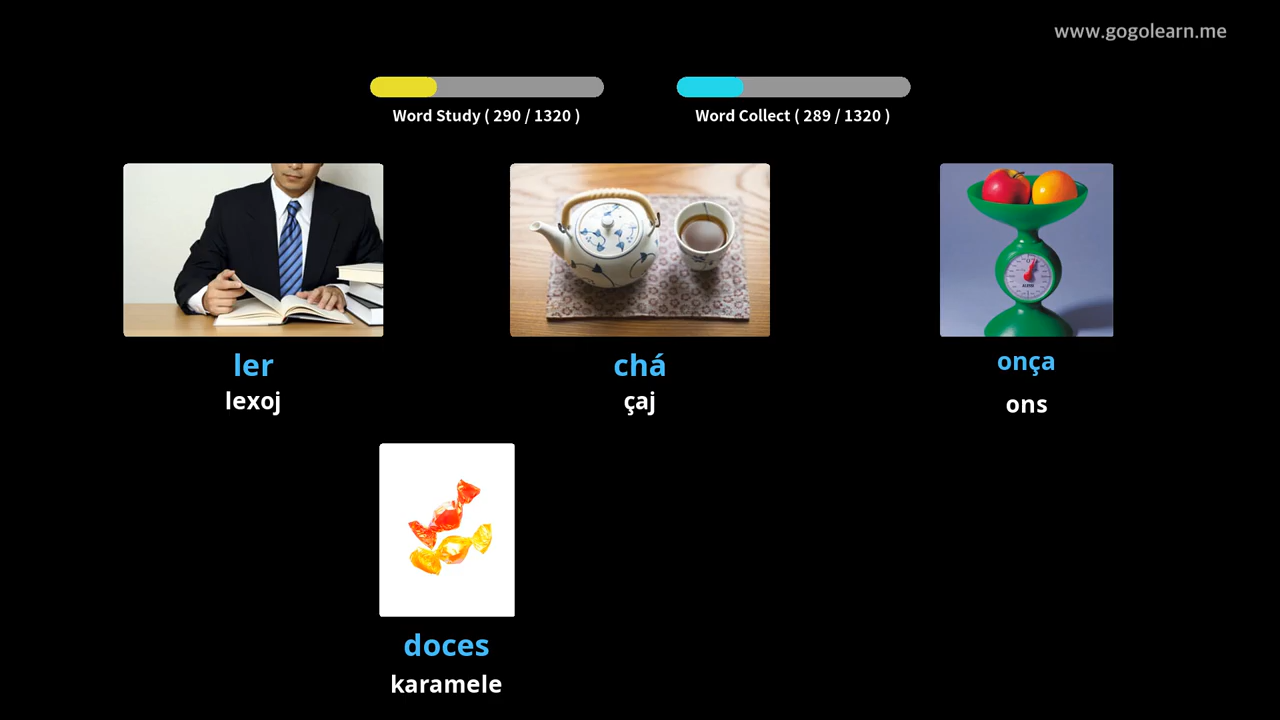 www.gogolearn.me
Word Study ( 290 / 1320 )
Word Collect ( 289 / 1320 )
ler
lexoj
chá
çaj
onça
ons
doces
karamele